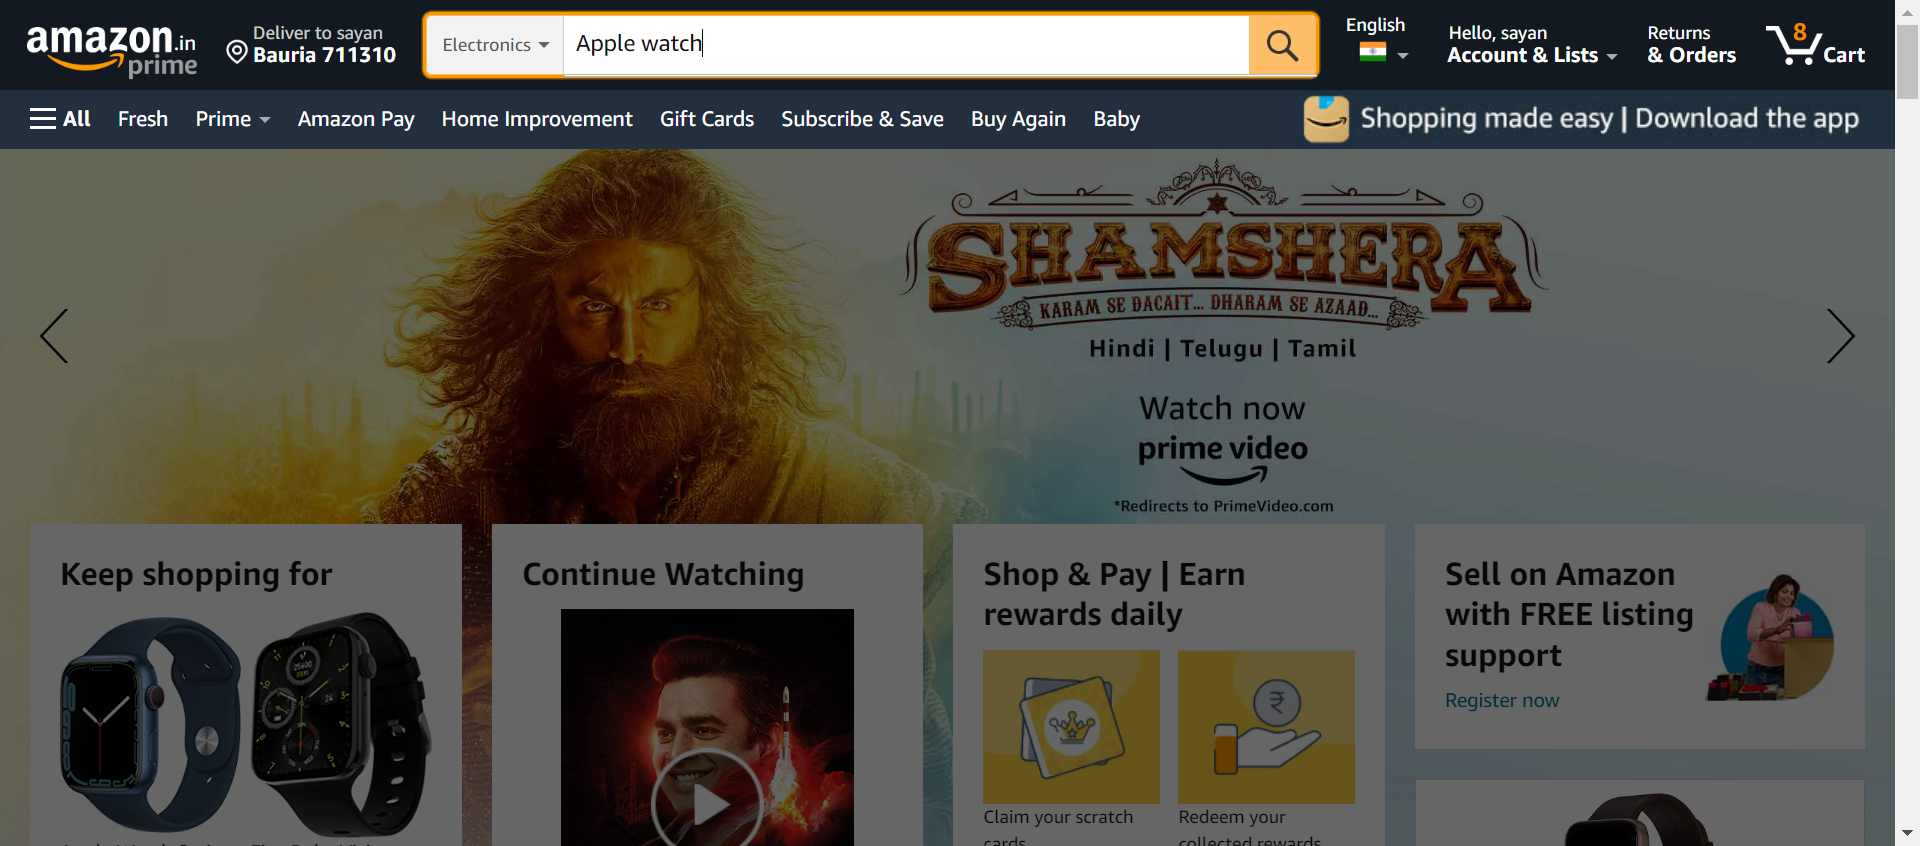 amazon.in
prime
Deliver to sayan
Bauria 711310
Electronics
Apple watch
English
Hello, sayan
Account & Lists
Returns
& Orders
8
Cart
All
Fresh
Prime
Amazon Pay
Home Improvement
Gift Cards
Subscribe & Save
Buy Again
Baby
Shopping made easy | Download the app
SHAMSHERA
KARAM SE DACAIT... DHARAM SE AZAAD...
Hindi | Telugu | Tamil
Watch now
prime video
*Redirects to PrimeVideo.com
Keep shopping for
Continue Watching
Shop & Pay | Earn
rewards daily
Claim your scratch
cards
Redeem your
collected rewards
Sell on Amazon
with FREE listing
support
Register now